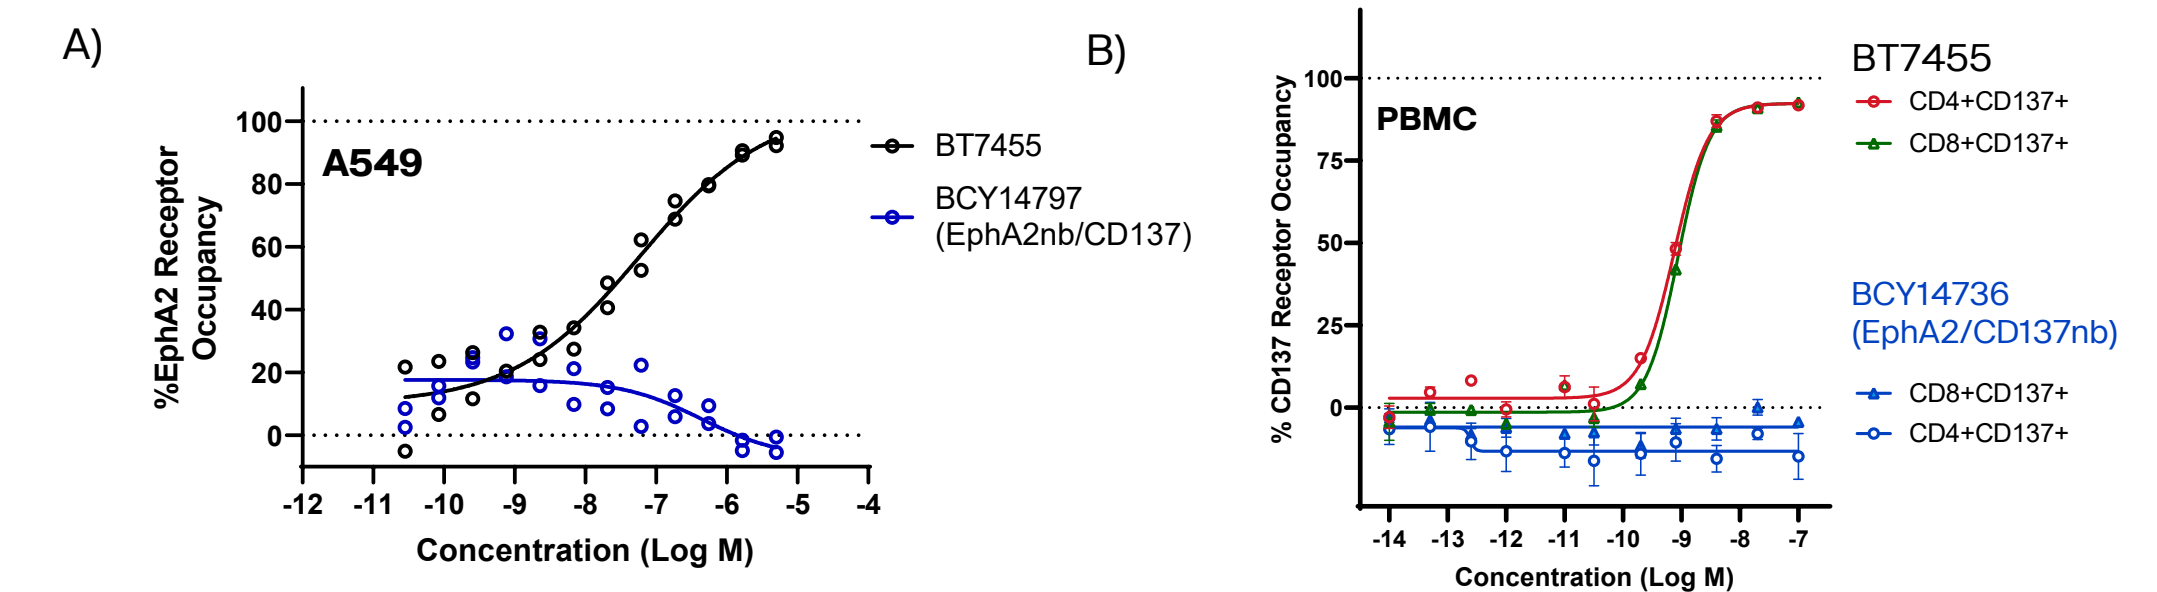 A)
%EphA2 Receptor
Occupancy
100
80
60
40
20
0
A549
-12 -11 -10 -9 -8 -7 -6 -5 -4
Concentration (Log M)
BT7455
BCY14797
(EphA2nb/CD137)
B)
% CD137 Receptor Occupancy
100
75
50
25
0
PBMC
-14 -13 -12 -11 -10 -9 -8 -7
Concentration (Log M)
BT7455
CD4+CD137+
CD8+CD137+
BCY14736
(EphA2/CD137nb)
CD8+CD137+
CD4+CD137+